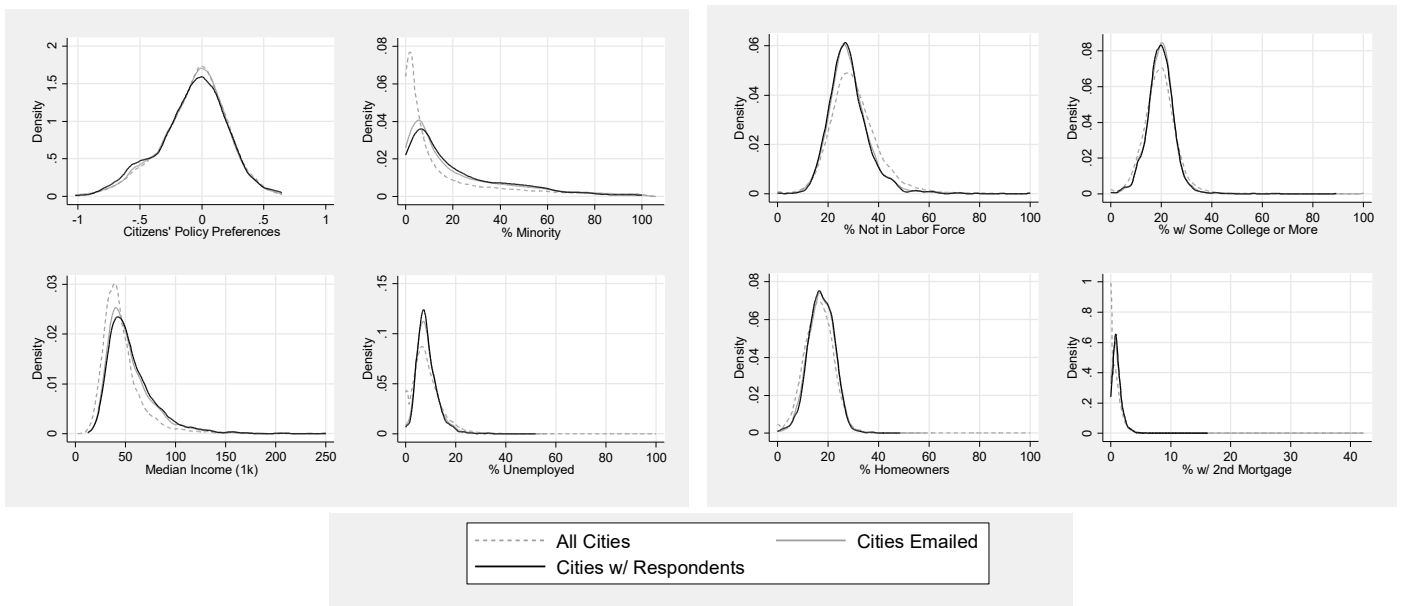 Density
2
1.5
1
.5
0
-1 -.5 0 .5 1
Citizens' Policy Preferences
Density
.08
.06
.04
.02
0
0 20 40 60 80 100
% Minority
Density
.03
.02
.01
0
0 50 100 150 200 250
Median Income (1k)
Density
.15
.1
.05
0
0 20 40 60 80 100
% Unemployed
Density
.06
.04
.02
0
0 20 40 60 80 100
% Not in Labor Force
Density
.08
.06
.04
.02
0
0 20 40 60 80 100
% w/ Some College or More
Density
.08
.06
.04
.02
0
0 20 40 60 80 100
% Homeowners
Density
1
.8
.6
.4
.2
0
0 10 20 30 40
% w/ 2nd Mortgage
All Cities Cities Emailed
Cities w/ Respondents